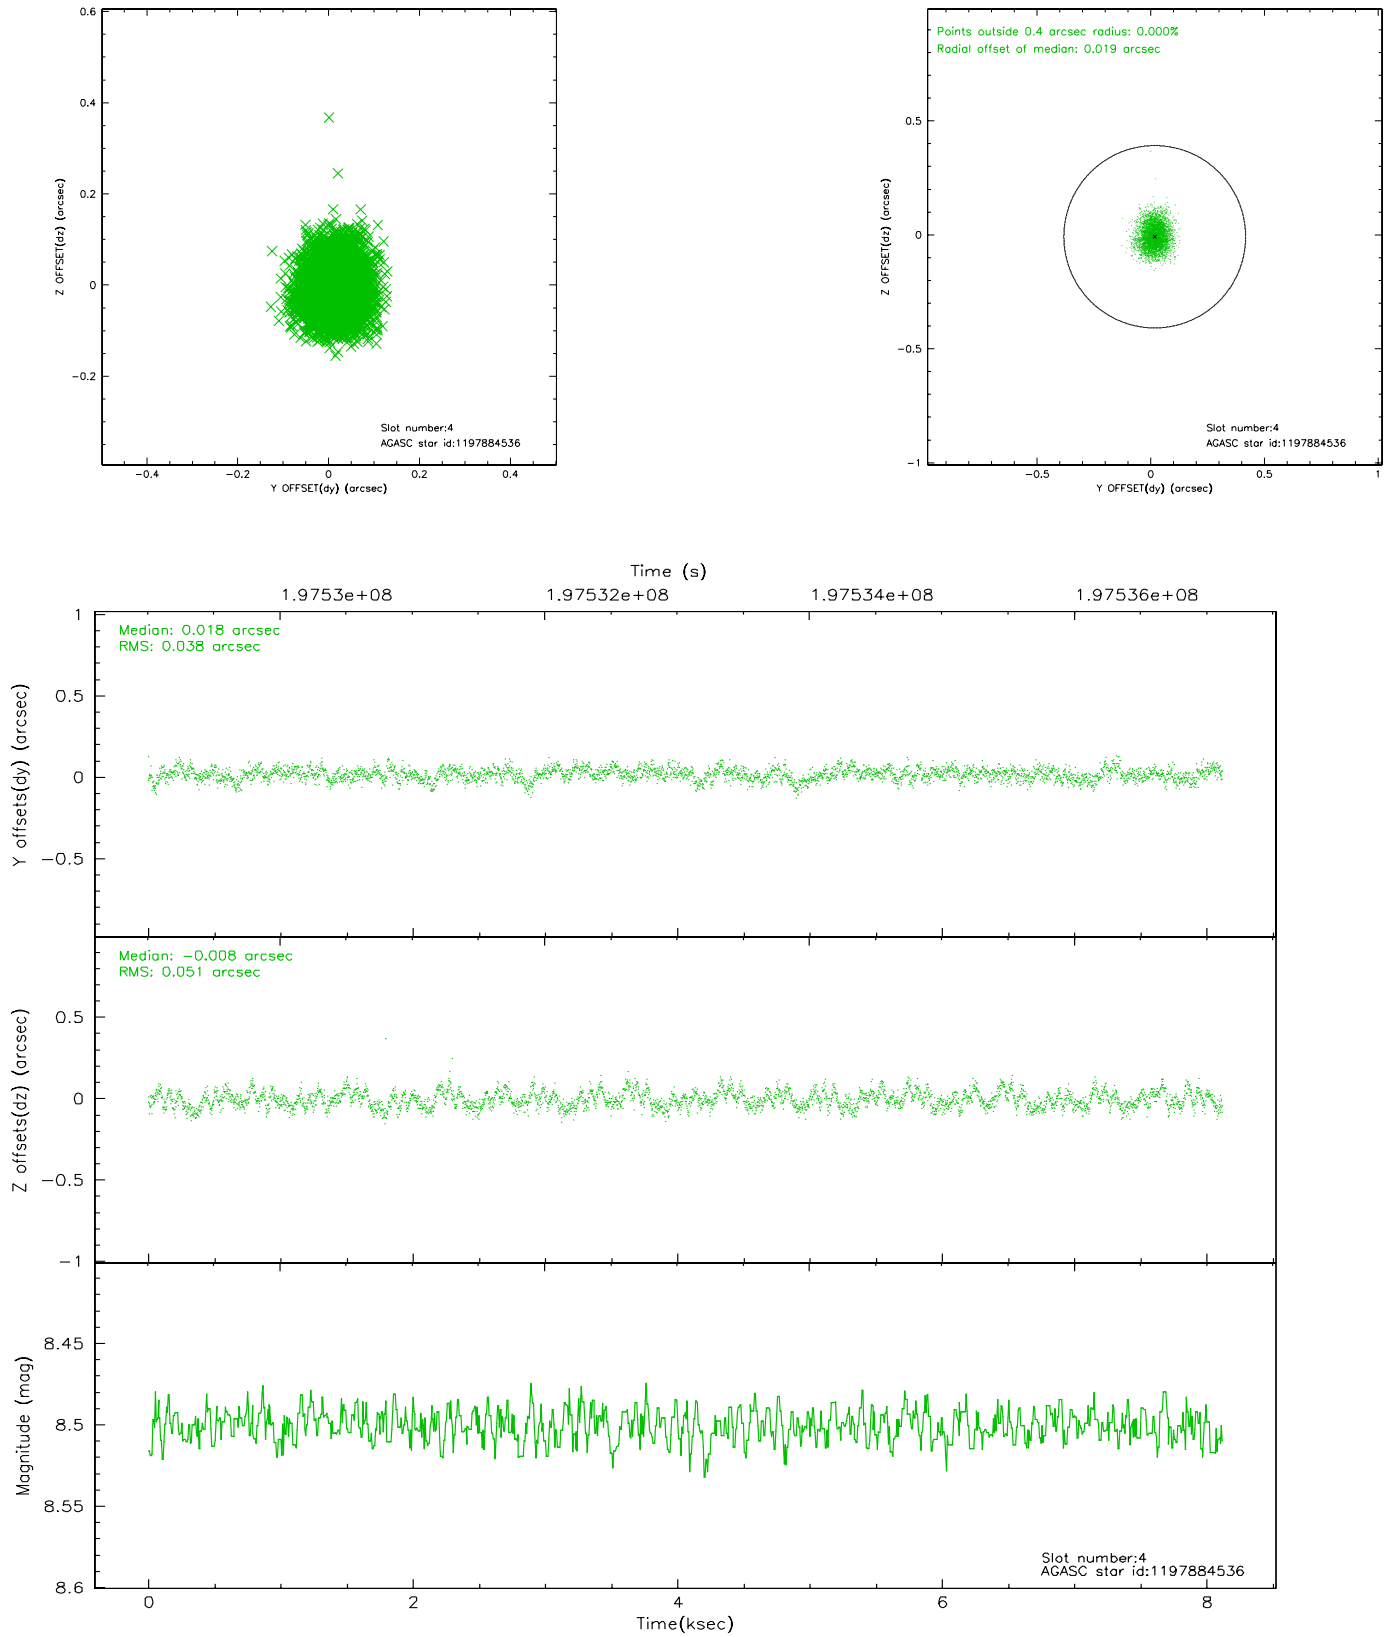 0.6
0.4
0.2
0
−0.2
Z OFFSET(dz) (arcsec)
−0.4 −0.2 0 0.2 0.4
Y OFFSET(dy) (arcsec)
Slot number:4
AGASC star id:1197884536
Points outside 0.4 arcsec radius: 0.000%
Radial offset of median: 0.019 arcsec
0.5
0
−0.5
−1
Z OFFSET(dz) (arcsec)
−0.5 0 0.5 1
Y OFFSET(dy) (arcsec)
Slot number:4
AGASC star id:1197884536
Time (s)
1.9753e+08 1.97532e+08 1.97534e+08 1.97536e+08
Median: 0.018 arcsec
RMS: 0.038 arcsec
1
0.5
0
−0.5
Y offsets(dy) (arcsec)
Median: −0.008 arcsec
RMS: 0.051 arcsec
0.5
0
−0.5
−1
Z offsets(dz) (arcsec)
8.45
8.5
8.55
8.6
Magnitude (mag)
Slot number:4
AGASC star id:1197884536
0 2 4 6 8
Time(ksec)